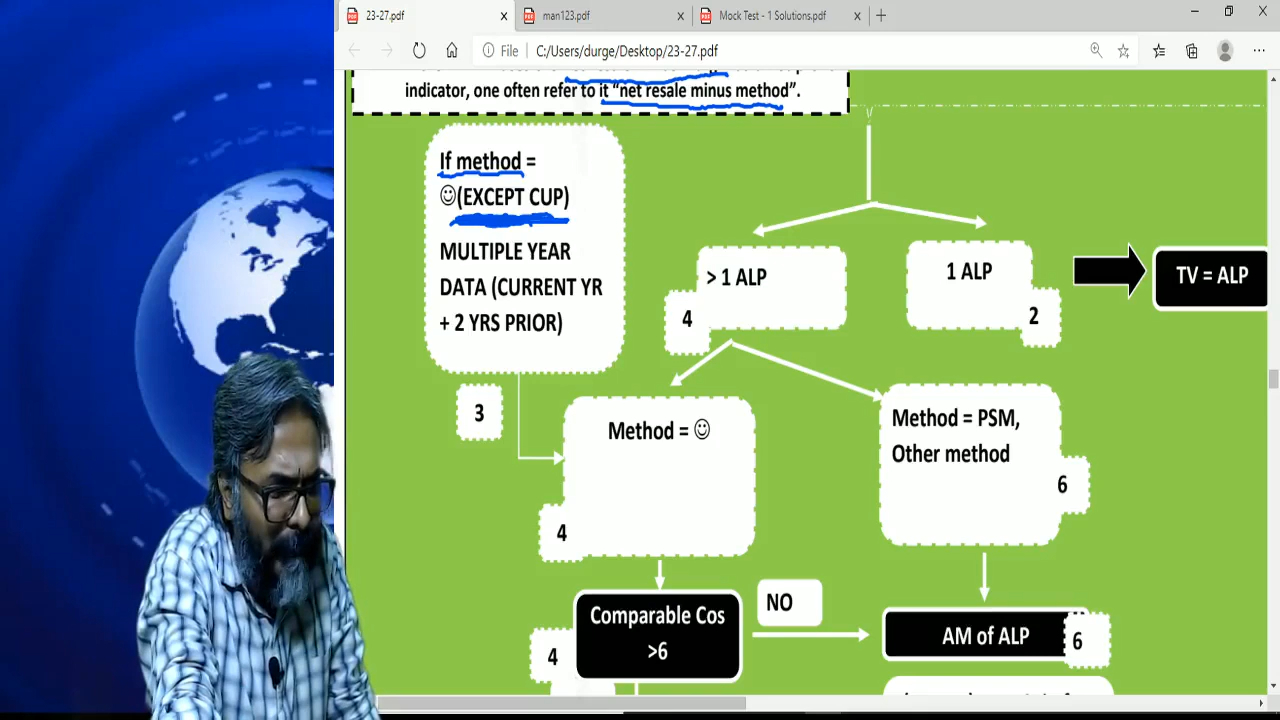 23-27.pdf
man123.pdf
Mock Test - 1 Solutions.pdf
File
C:/Users/durge/Desktop/23-27.pdf
indicator, one often refer to it “net resale minus method”.
If method =
☺(EXCEPT CUP)
MULTIPLE YEAR
DATA (CURRENT YR
+ 2 YRS PRIOR)
3
> 1 ALP
4
1 ALP
2
TV = ALP
Method = ☺
4
Method = PSM,
Other method
6
Comparable Cos
>6
4
NO
AM of ALP
6